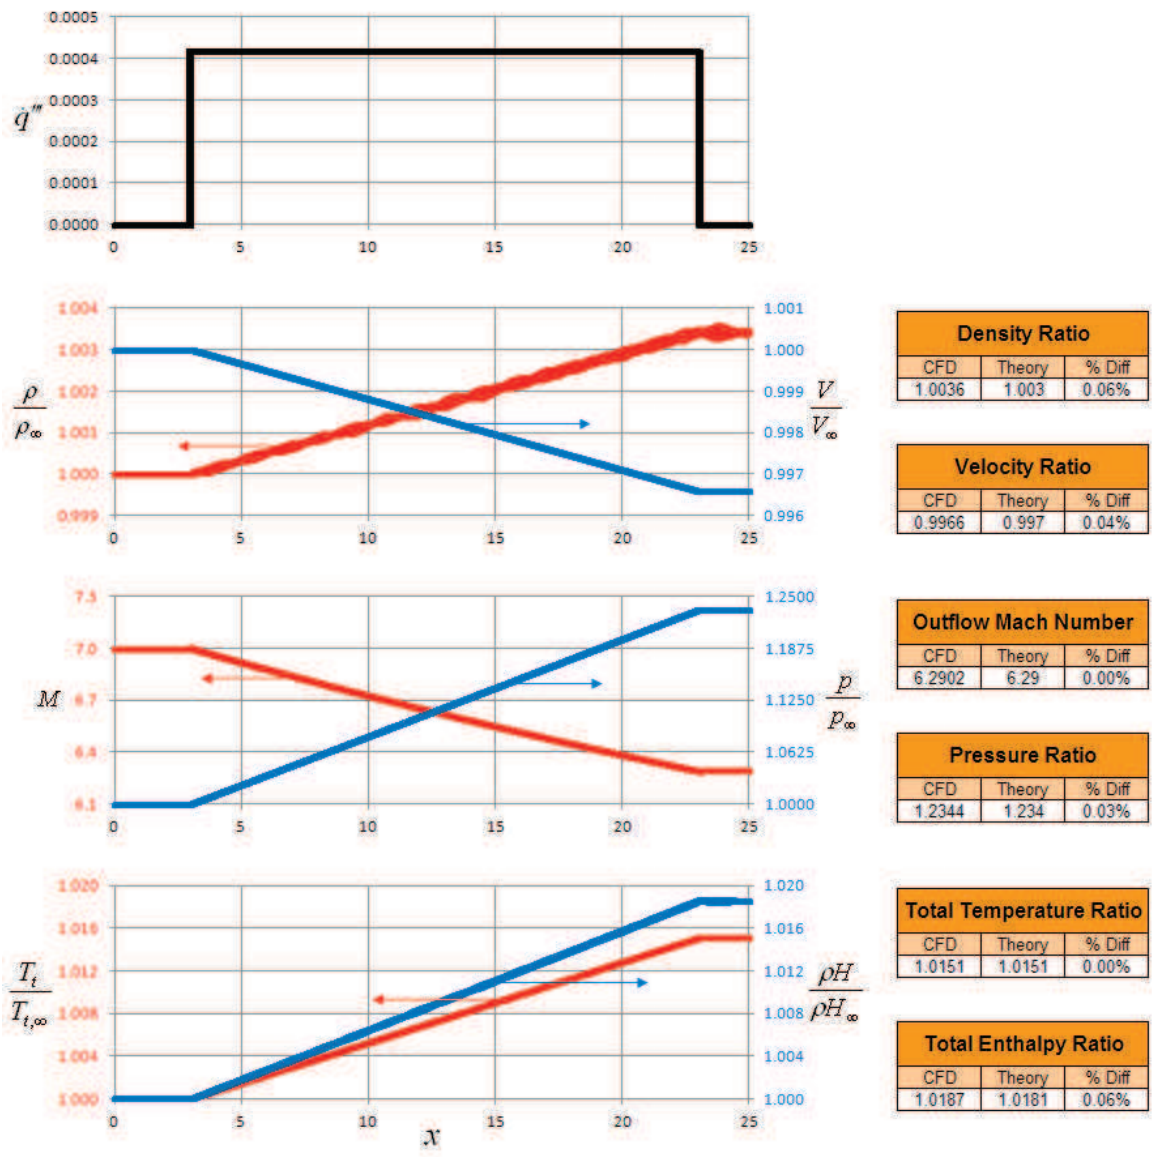 0.0005
0.0004
0.0003
0.0002
0.0001
0.0000
q̇‴
0 5 10 15 20 25
1.004
1.003
1.002
1.001
1.000
0.999
ρ
ρ∞
1.001
1.000
0.999
0.998
0.997
0.996
V
V∞
0 5 10 15 20 25
Density Ratio
CFD Theory % Diff
1.0036 1.003 0.06%
Velocity Ratio
CFD Theory % Diff
0.9966 0.997 0.04%
7.3
7.0
6.7
6.4
6.1
M
1.2500
1.1875
1.1250
1.0625
1.0000
p
p∞
0 5 10 15 20 25
Outflow Mach Number
CFD Theory % Diff
6.2902 6.29 0.00%
Pressure Ratio
CFD Theory % Diff
1.2344 1.234 0.03%
1.020
1.016
1.012
1.008
1.004
1.000
Tt
Tt,∞
1.020
1.016
1.012
1.008
1.004
1.000
ρH
ρH∞
0 5 10 15 20 25
x
Total Temperature Ratio
CFD Theory % Diff
1.0151 1.0151 0.00%
Total Enthalpy Ratio
CFD Theory % Diff
1.0187 1.0181 0.06%